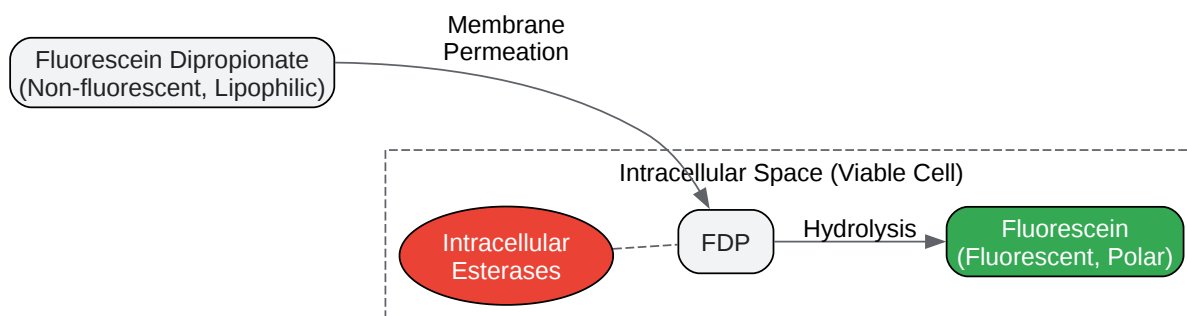 Membrane
Permeation
Fluorescein Dipropionate
(Non-fluorescent, Lipophilic)
Intracellular Space (Viable Cell)
Intracellular
Esterases
FDP
Hydrolysis
Fluorescein
(Fluorescent, Polar)